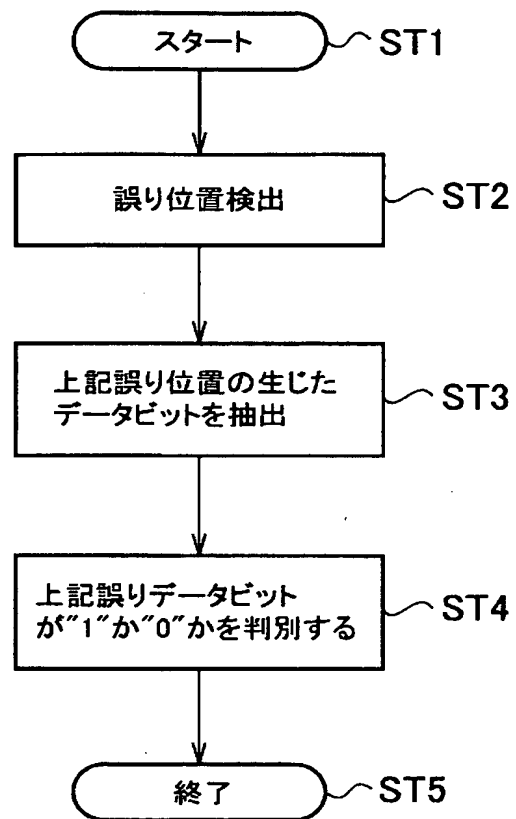 スタート ST1
誤り位置検出 ST2
上記誤り位置の生じた
データビットを抽出 ST3
上記誤りデータビット
が"1"か"0"かを判別する ST4
終了 ST5